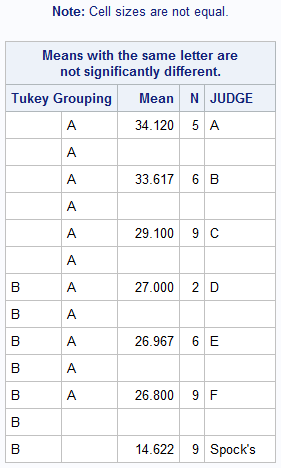 Note: Cell sizes are not equal.
Means with the same letter are
not significantly different.
Tukey Grouping Mean N JUDGE
A 34.120 5 A
A
A 33.617 6 B
A
A 29.100 9 C
A
B A 27.000 2 D
B A
B A 26.967 6 E
B A
B A 26.800 9 F
B
B 14.622 9 Spock's